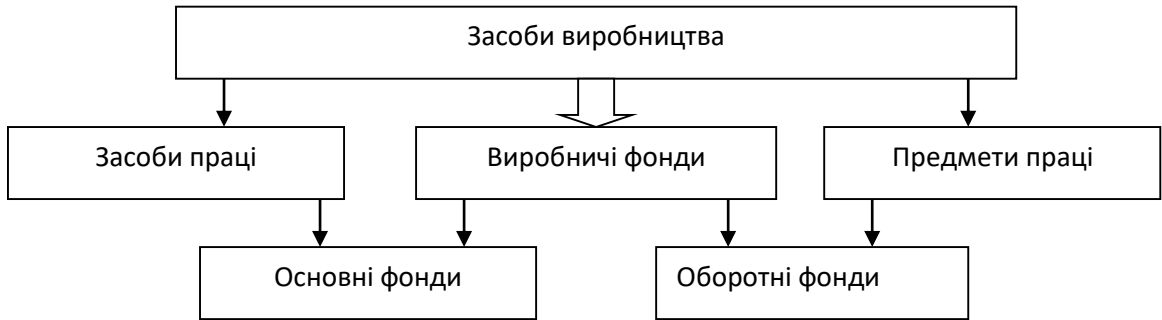 Засоби виробництва
Засоби праці
Виробничі фонди
Предмети праці
Основні фонди
Оборотні фонди